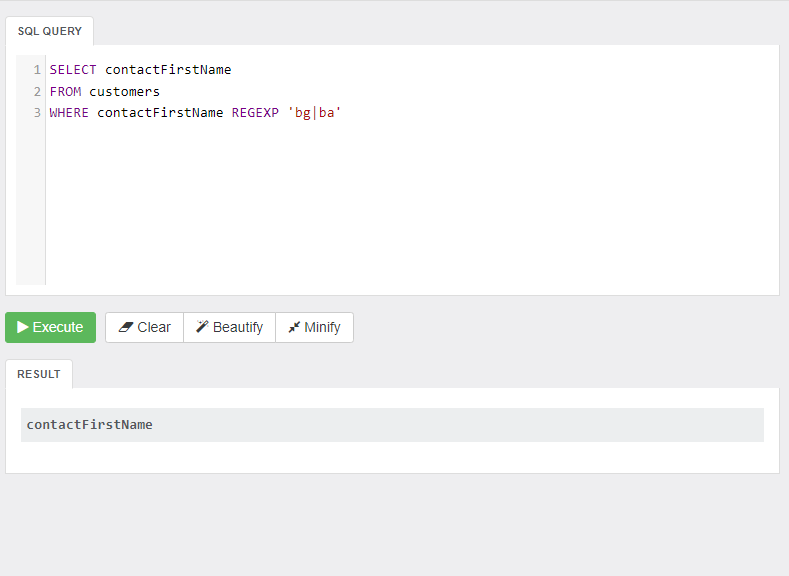 SQL QUERY
1 SELECT contactFirstName
2 FROM customers
3 WHERE contactFirstName REGEXP 'bg|ba'
Execute Clear Beautify Minify
RESULT
contactFirstName